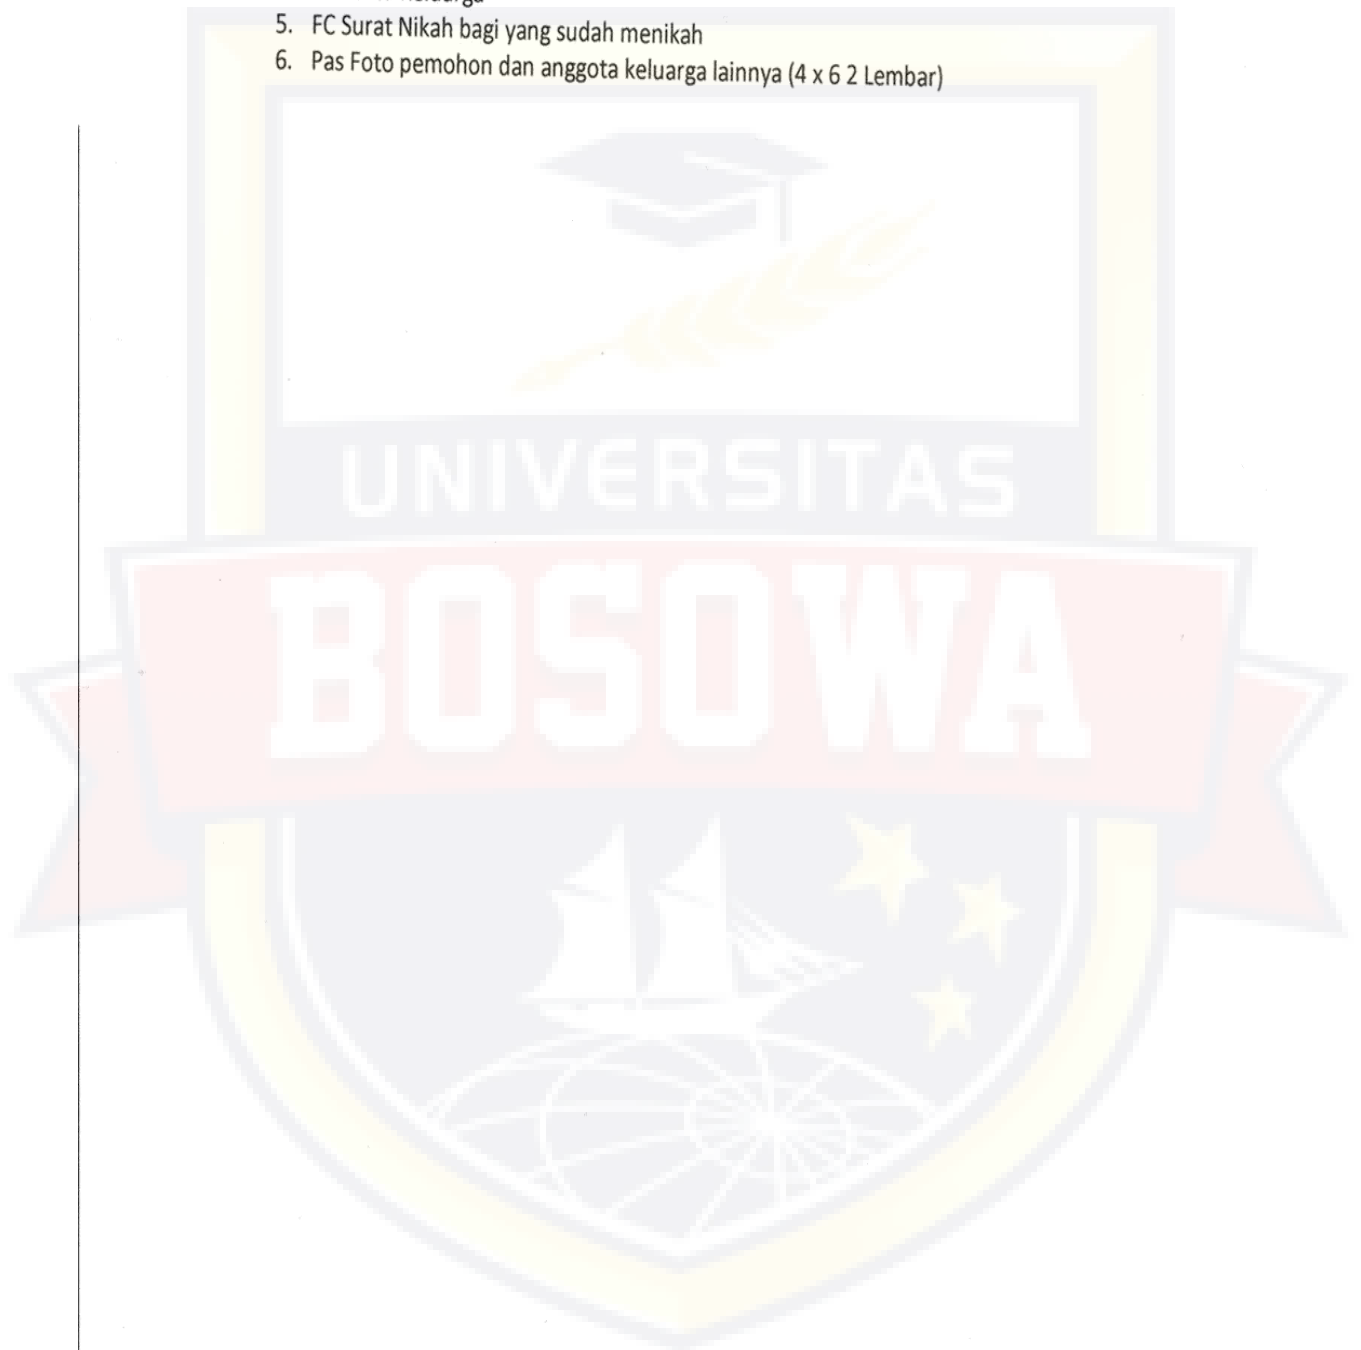 5. FC Surat Nikah bagi yang sudah menikah
6. Pas Foto pemohon dan anggota keluarga lainnya (4 x 6 2 Lembar)
UNIVERSITAS
BOSOWA